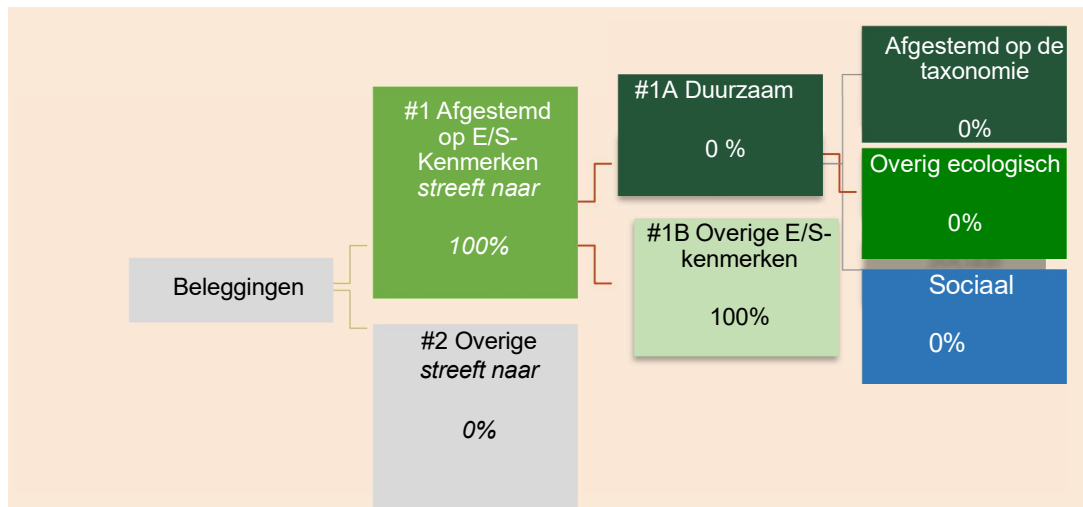 Beleggingen
#1 Afgestemd
op E/S-
Kenmerken
streeft naar
100%
#2 Overige
streeft naar
0%
#1A Duurzaam
0 %
#1B Overige E/S-
kenmerken
100%
Afgestemd op de
taxonomie
0%
Overig ecologisch
0%
Sociaal
0%